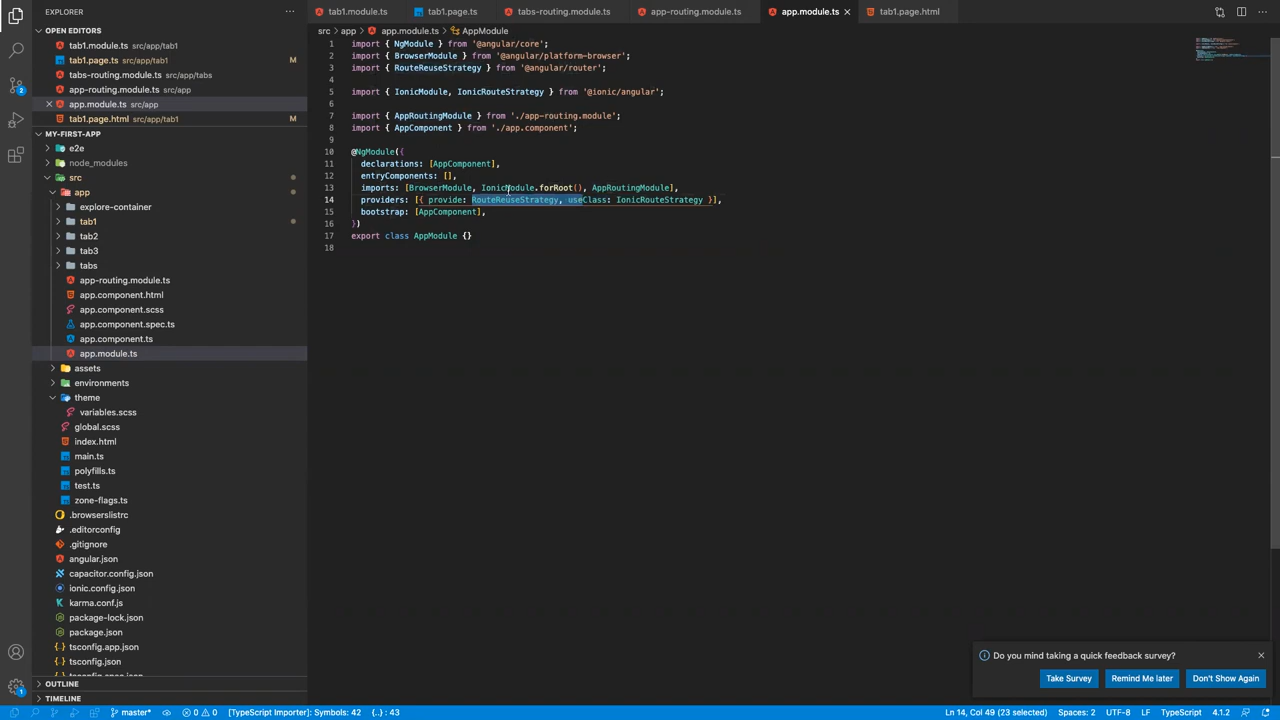 EXPLORER
OPEN EDITORS
tab1.module.ts src/app/tab1
tab1.page.ts src/app/tab1 M
tabs-routing.module.ts src/app/tabs
app-routing.module.ts src/app
app.module.ts src/app
tab1.page.html src/app/tab1 M
MY-FIRST-APP
e2e
node_modules
src
app
explore-container
tab1
tab2
tab3
tabs
app-routing.module.ts
app.component.html
app.component.scss
app.component.spec.ts
app.component.ts
app.module.ts
assets
environments
theme
variables.scss
global.scss
index.html
main.ts
polyfills.ts
test.ts
zone-flags.ts
.browserslistrc
.editorconfig
.gitignore
angular.json
capacitor.config.json
ionic.config.json
karma.conf.js
package-lock.json
package.json
tsconfig.app.json
tsconfig.json
OUTLINE
TIMELINE
tab1.module.ts tab1.page.ts tabs-routing.module.ts app-routing.module.ts app.module.ts tab1.page.html
src > app > app.module.ts > AppModule
1 import { NgModule } from '@angular/core';
2 import { BrowserModule } from '@angular/platform-browser';
3 import { RouteReuseStrategy } from '@angular/router';
4
5 import { IonicModule, IonicRouteStrategy } from '@ionic/angular';
6
7 import { AppRoutingModule } from './app-routing.module';
8 import { AppComponent } from './app.component';
9
10 @NgModule({
11 declarations: [AppComponent],
12 entryComponents: [],
13 imports: [BrowserModule, IonicModule.forRoot(), AppRoutingModule],
14 providers: [{ provide: RouteReuseStrategy, useClass: IonicRouteStrategy }],
15 bootstrap: [AppComponent],
16 })
17 export class AppModule {}
18
Do you mind taking a quick feedback survey?
Take Survey Remind Me later Don't Show Again
2
1
master* 0 0 [TypeScript Importer]: Symbols: 42 {..} : 43 Ln 14, Col 49 (23 selected) Spaces: 2 UTF-8 LF TypeScript 4.1.2